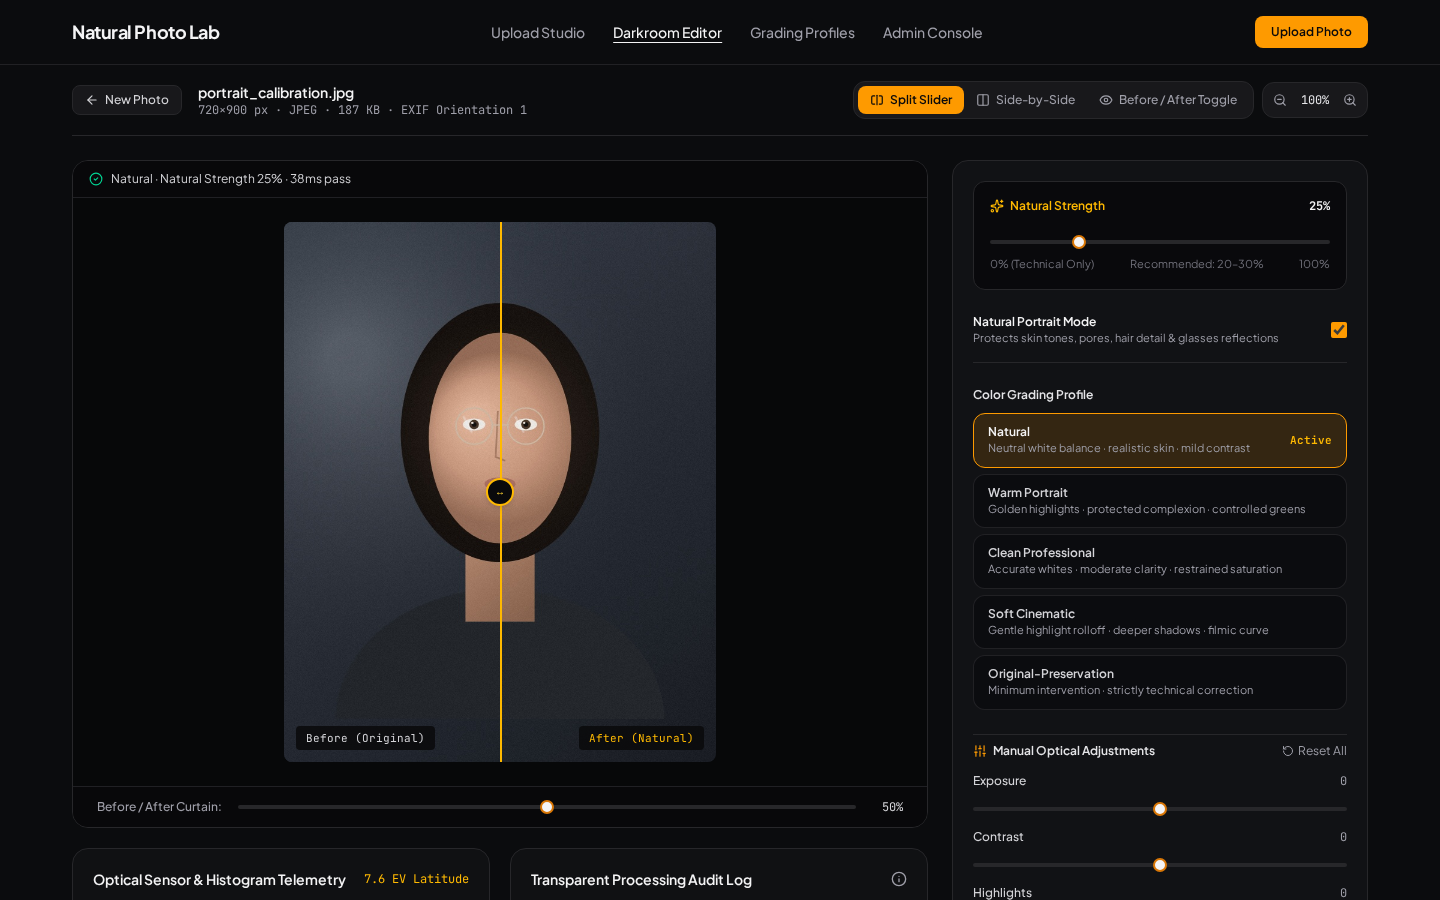 Natural Photo Lab
Upload Studio
Darkroom Editor
Grading Profiles
Admin Console
Upload Photo
New Photo
portrait_calibration.jpg
720×900 px · JPEG · 187 KB · EXIF Orientation 1
Split Slider
Side-by-Side
Before / After Toggle
100%
Natural · Natural Strength 25% · 38ms pass
Before (Original)
After (Natural)
Before / After Curtain:
50%
Optical Sensor & Histogram Telemetry
7.6 EV Latitude
Transparent Processing Audit Log
Natural Strength
25%
0% (Technical Only)
Recommended: 20–30%
100%
Natural Portrait Mode
Protects skin tones, pores, hair detail & glasses reflections
Color Grading Profile
Natural
Neutral white balance · realistic skin · mild contrast
Active
Warm Portrait
Golden highlights · protected complexion · controlled greens
Clean Professional
Accurate whites · moderate clarity · restrained saturation
Soft Cinematic
Gentle highlight rolloff · deeper shadows · filmic curve
Original-Preservation
Minimum intervention · strictly technical correction
Manual Optical Adjustments
Reset All
Exposure
0
Contrast
0
Highlights
0